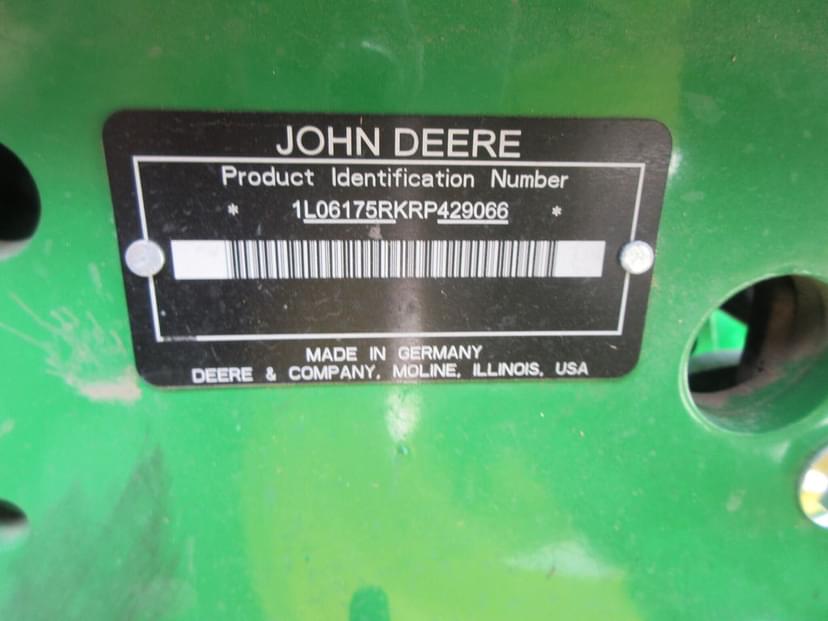 JOHN DEERE
Product Identification Number
* 1L06175RKRP429066 *
MADE IN GERMANY
DEERE & COMPANY, MOLINE, ILLINOIS, USA